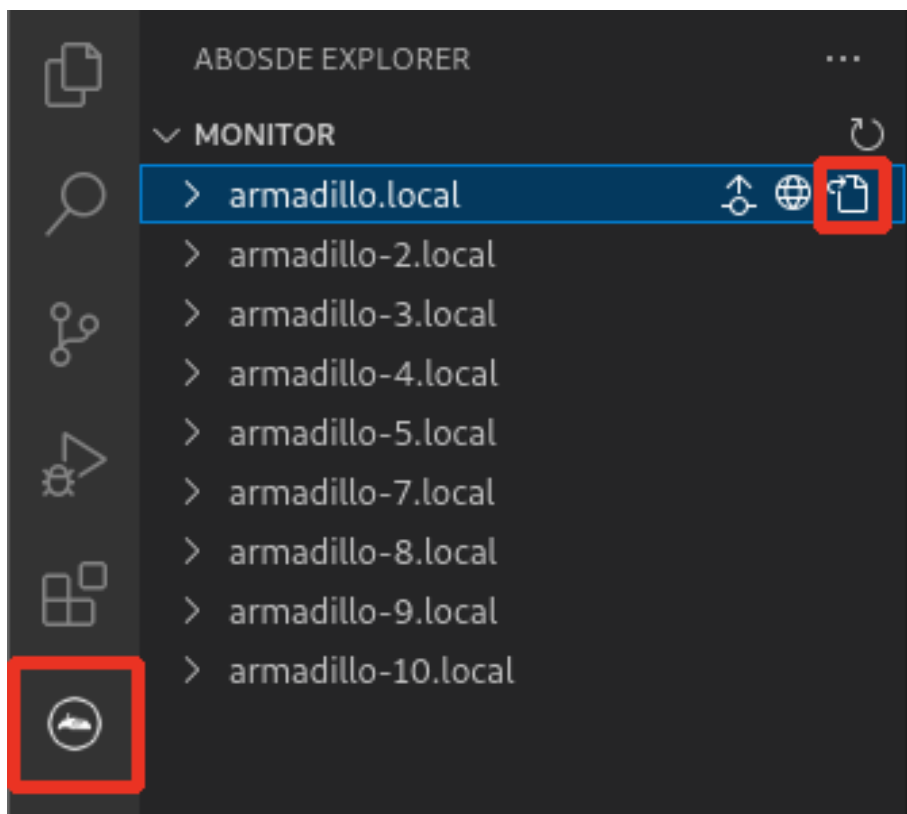 ABOSDE EXPLORER
MONITOR
armadillo.local
armadillo-2.local
armadillo-3.local
armadillo-4.local
armadillo-5.local
armadillo-7.local
armadillo-8.local
armadillo-9.local
armadillo-10.local